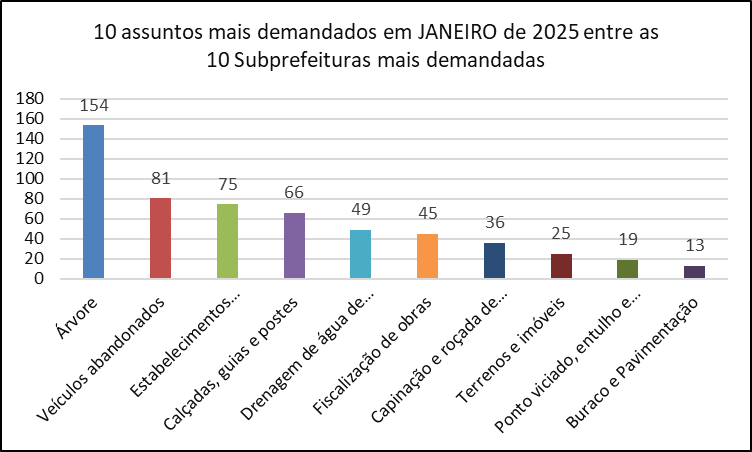 10 assuntos mais demandados em JANEIRO de 2025 entre as
10 Subprefeituras mais demandadas
180
160
140
120
100
80
60
40
20
0
154
81
75
66
49
45
36
25
19
13
Árvore
Veículos abandonados
Estabelecimentos...
Calçadas, guias e postes
Drenagem de água de...
Fiscalização de obras
Capinação e roçada de...
Terrenos e imóveis
Ponto viciado, entulho e...
Buraco e Pavimentação